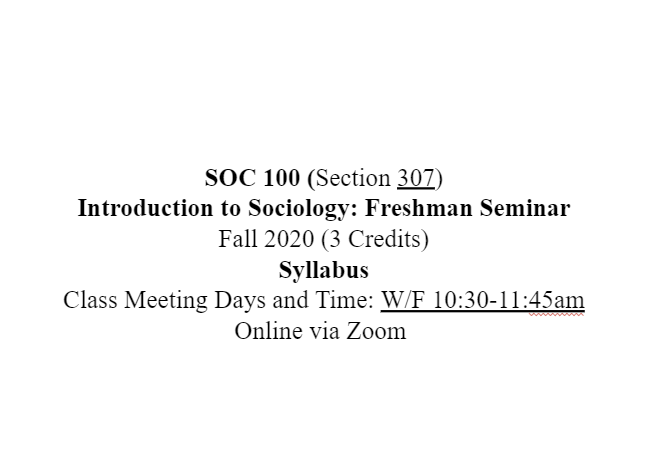 SOC 100 (Section 307)
Introduction to Sociology: Freshman Seminar
Fall 2020 (3 Credits)
Syllabus
Class Meeting Days and Time: W/F 10:30-11:45am
Online via Zoom